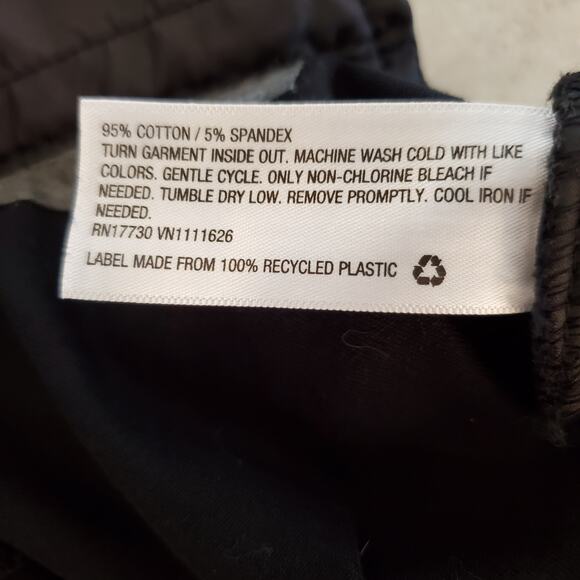 95% COTTON / 5% SPANDEX
TURN GARMENT INSIDE OUT. MACHINE WASH COLD WITH LIKE
COLORS. GENTLE CYCLE. ONLY NON-CHLORINE BLEACH IF
NEEDED. TUMBLE DRY LOW. REMOVE PROMPTLY. COOL IRON IF
NEEDED.
RN17730 VN1111626
LABEL MADE FROM 100% RECYCLED PLASTIC